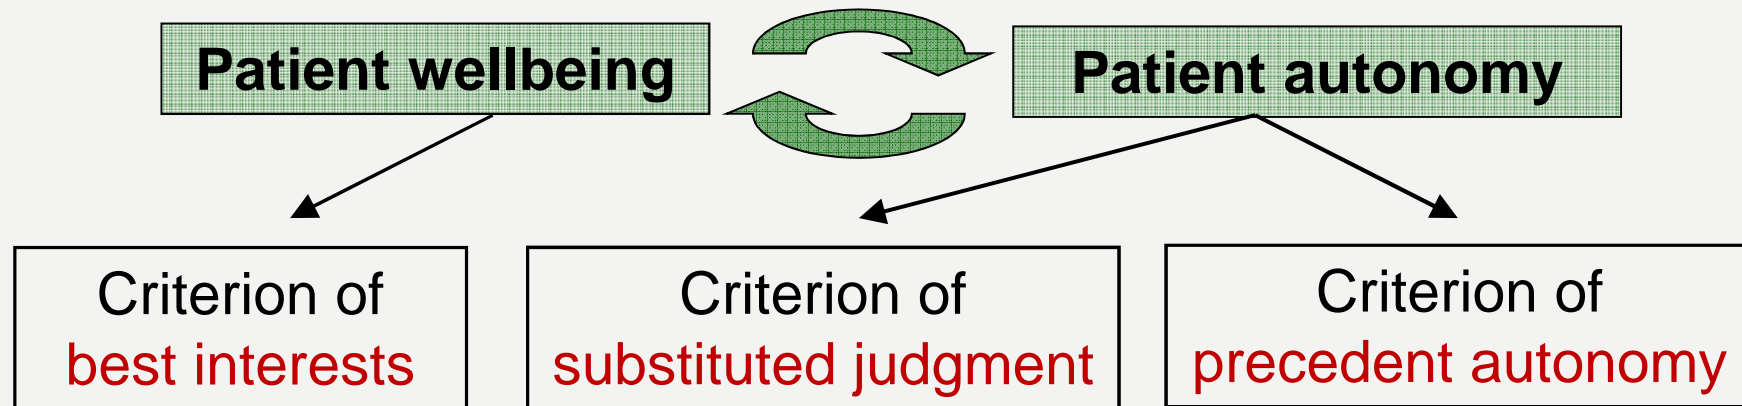 Patient wellbeing
Patient autonomy
Criterion of
best interests
Criterion of
substituted judgment
Criterion of
precedent autonomy